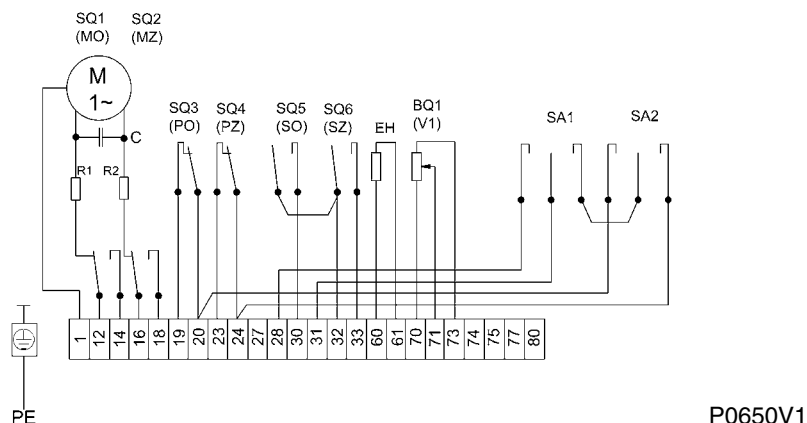 SQ1 SQ2
(MO) (MZ)
M
1~
C
R1 R2
SQ3 SQ4 SQ5 SQ6 EH BQ1 SA1 SA2
(PO) (PZ) (SO) (SZ) (V1)
1 12 14 16 18 19 20 23 24 27 28 30 31 32 33 60 61 70 71 73 74 75 77 80
PE
P0650V1